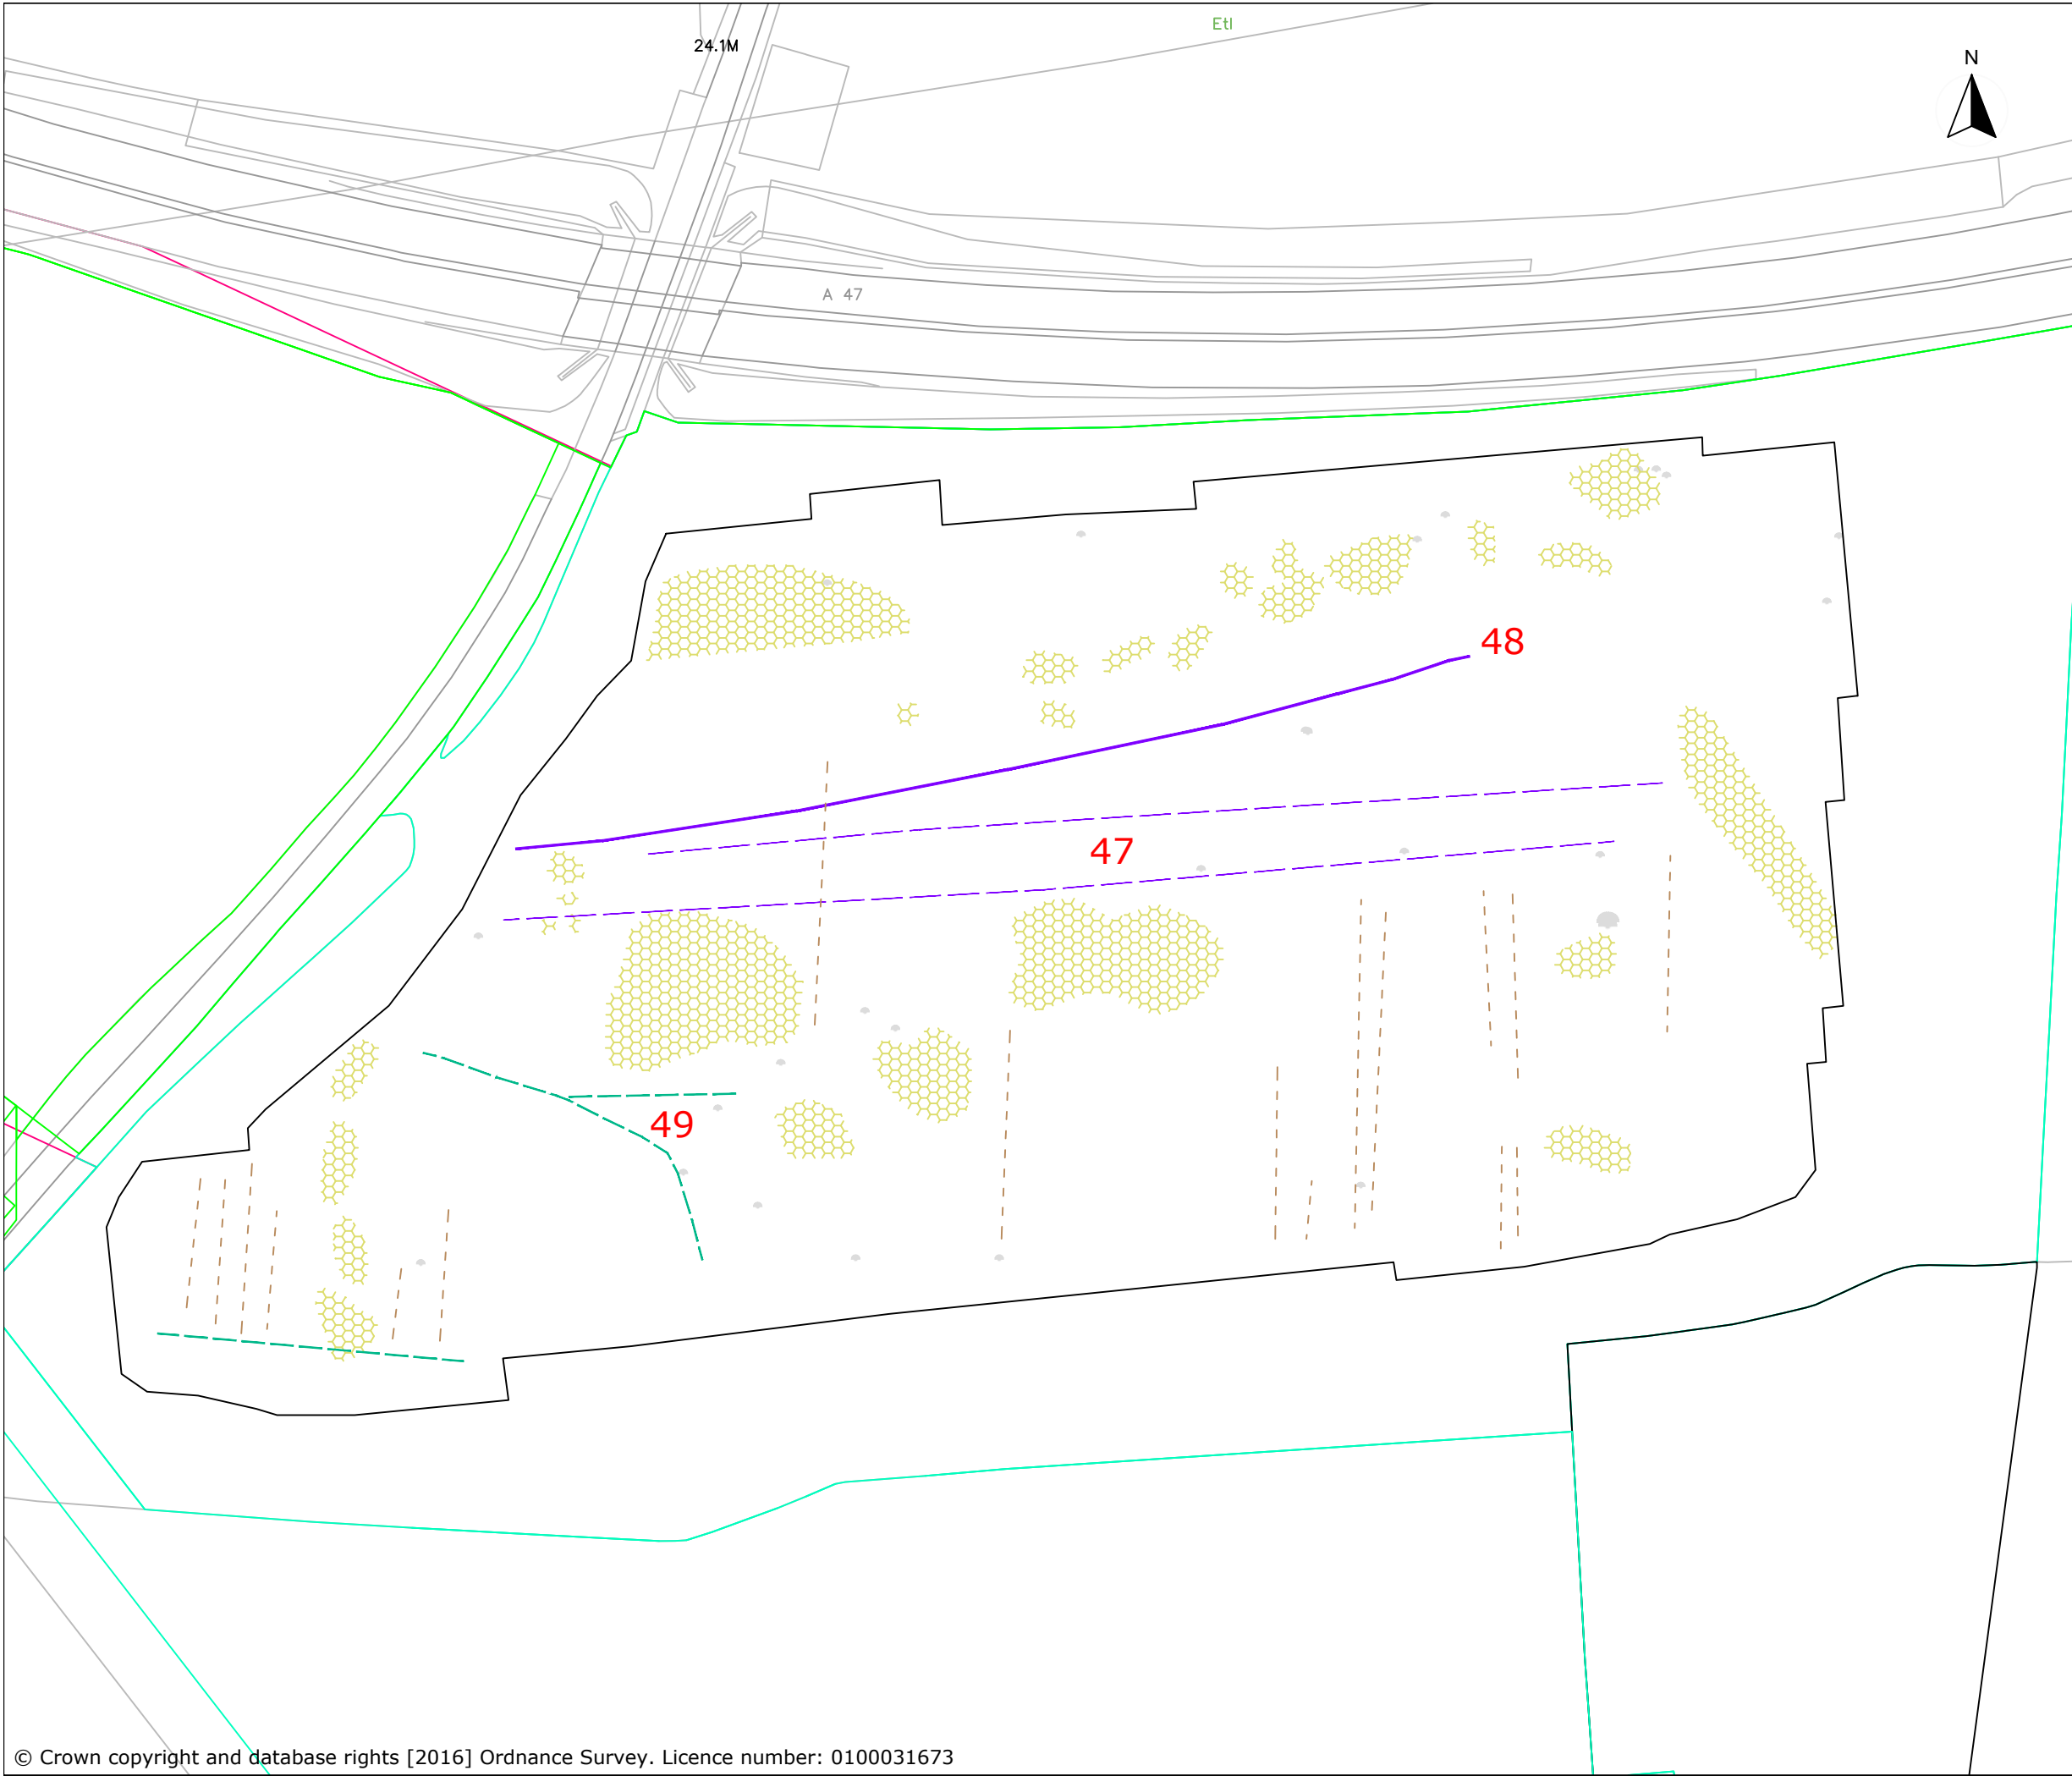 Etl
24.1M
N
A 47
48
47
49
© Crown copyright and database rights [2016] Ordnance Survey. Licence number: 0100031673